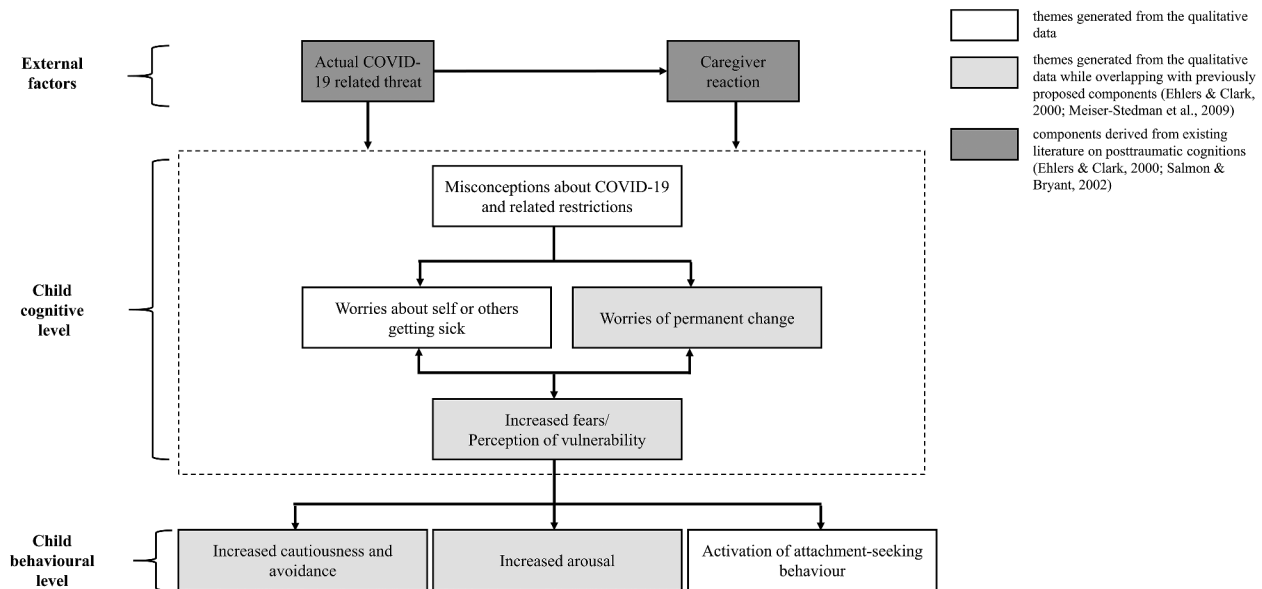 External
factors
Actual COVID-
19 related threat
Caregiver
reaction
themes generated from the qualitative
data
themes generated from the qualitative
data while overlapping with previously
proposed components (Ehlers & Clark,
2000; Meiser-Stedman et al., 2009)
components derived from existing
literature on posttraumatic cognitions
(Ehlers & Clark, 2000; Salmon &
Bryant, 2002)
Child
cognitive
level
Misconceptions about COVID-19
and related restrictions
Worries about self or others
getting sick
Worries of permanent change
Increased fears/
Perception of vulnerability
Child
behavioural
level
Increased cautiousness and
avoidance
Increased arousal
Activation of attachment-seeking
behaviour